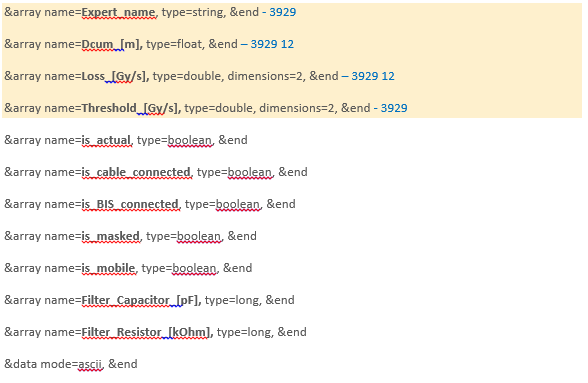 &array name=Expert_name, type=string, &end - 3929
&array name=Dcum_[m], type=float, &end – 3929 12
&array name=Loss_[Gy/s], type=double, dimensions=2, &end – 3929 12
&array name=Threshold_[Gy/s], type=double, dimensions=2, &end - 3929
&array name=is_actual, type=boolean, &end
&array name=is_cable_connected, type=boolean, &end
&array name=is_BIS_connected, type=boolean, &end
&array name=is_masked, type=boolean, &end
&array name=is_mobile, type=boolean, &end
&array name=Filter_Capacitor_[pF], type=long, &end
&array name=Filter_Resistor_[kOhm], type=long, &end
&data mode=ascii, &end